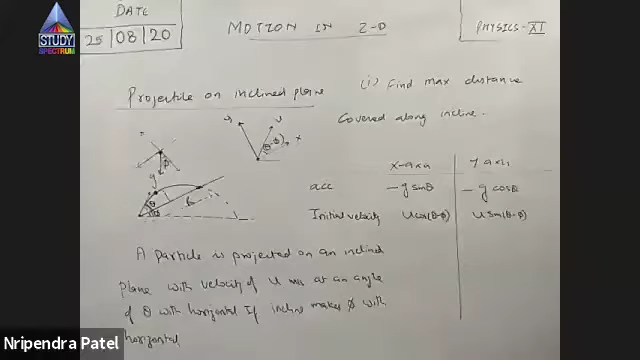 STUDY
SPECTRUM
DATE
25 | 08 | 20
MOTION IN 2-D
PHYSICS - XI
Projectile on inclined plane
(i) Find max distance
Covered along incline.
y u
θ-ϕ x
ϕ
g
x-axis y axis
acc -g sinθ -g cosθ
Initial velocity u cos(θ-ϕ) u sin(θ-ϕ)
A Particle is projected on an inclined
plane with velocity of u m/s at an angle
of θ with horizontal If incline makes ϕ with
horizontal
Nripendra Patel